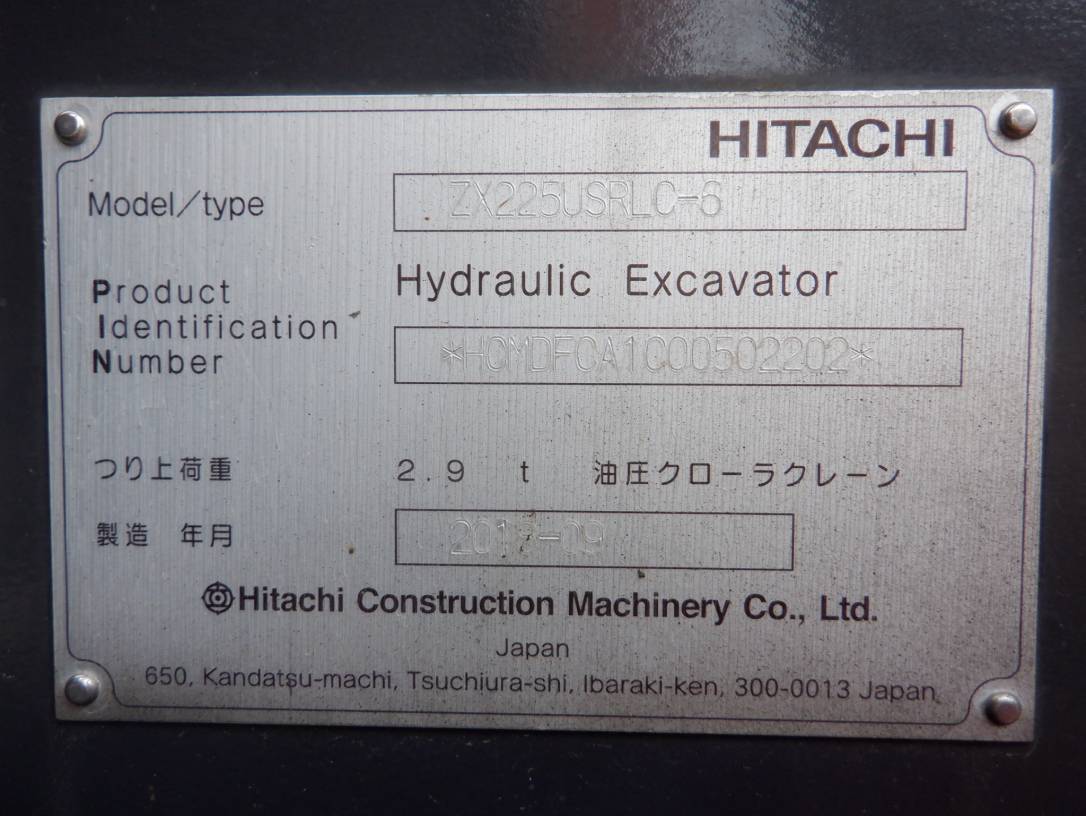 HITACHI
Model/type ZX225USRLC-6
Hydraulic Excavator
Product
Identification
Number
*HCMDFCA1C00502202*
つり上荷重 2.9 t 油圧クローラクレーン
製造 年月
Hitachi Construction Machinery Co., Ltd.
Japan
650, Kandatsu-machi, Tsuchiura-shi, Ibaraki-ken, 300-0013 Japan